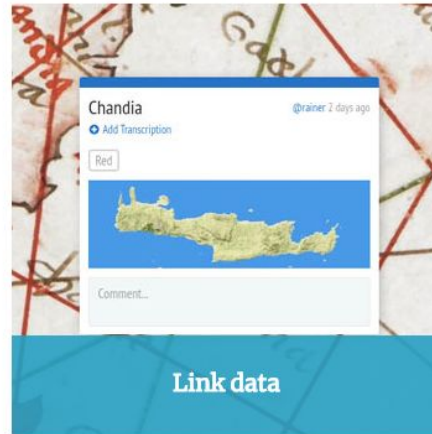 Chandia
@rainer 2 days ago
Add Transcription
Red
Comment...
Link data